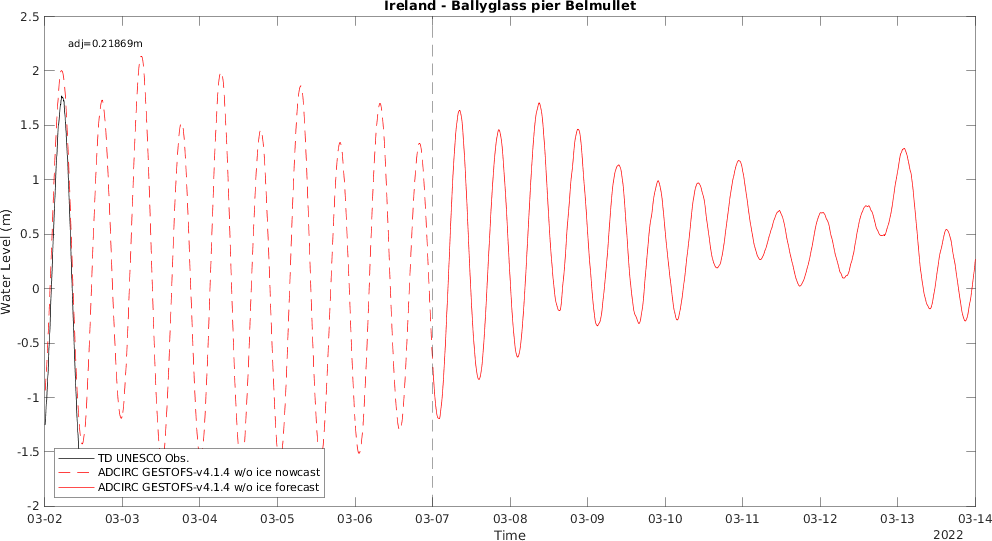 Ireland - Ballyglass pier Belmullet
adj=0.21869m
2.5
2
1.5
1
0.5
0
-0.5
-1
-1.5
-2
Water Level (m)
TD UNESCO Obs.
ADCIRC GESTOFS-v4.1.4 w/o ice nowcast
ADCIRC GESTOFS-v4.1.4 w/o ice forecast
03-02 03-03 03-04 03-05 03-06 03-07 03-08 03-09 03-10 03-11 03-12 03-13 03-14
Time
2022